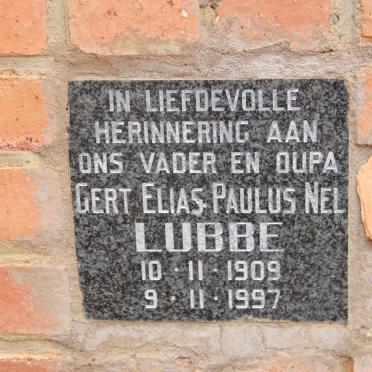 IN LIEFDEVOLLE
HERINNERING AAN
ONS VADER EN OUPA
GERT ELIAS PAULUS NEL
LUBBE
10 · 11 · 1909
9 · 11 · 1997